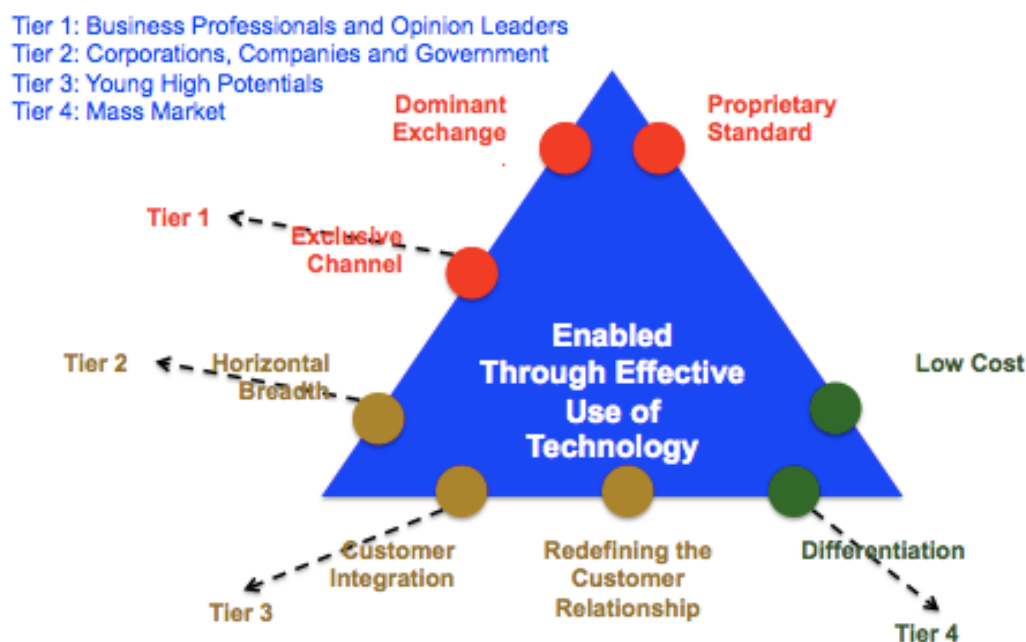 Tier 1: Business Professionals and Opinion Leaders
Tier 2: Corporations, Companies and Government
Tier 3: Young High Potentials
Tier 4: Mass Market
Dominant
Exchange
Proprietary
Standard
Tier 1
Exclusive
Channel
Enabled
Through Effective
Use of
Technology
Tier 2
Horizontal
Breadth
Low Cost
Customer
Integration
Redefining the
Customer
Relationship
Differentiation
Tier 3
Tier 4